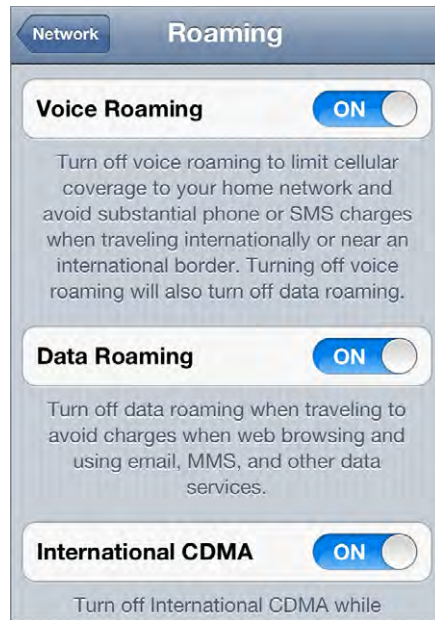 Network
Roaming
Voice Roaming
ON
Turn off voice roaming to limit cellular
coverage to your home network and
avoid substantial phone or SMS charges
when traveling internationally or near an
international border. Turning off voice
roaming will also turn off data roaming.
Data Roaming
ON
Turn off data roaming when traveling to
avoid charges when web browsing and
using email, MMS, and other data
services.
International CDMA
ON
Turn off International CDMA while